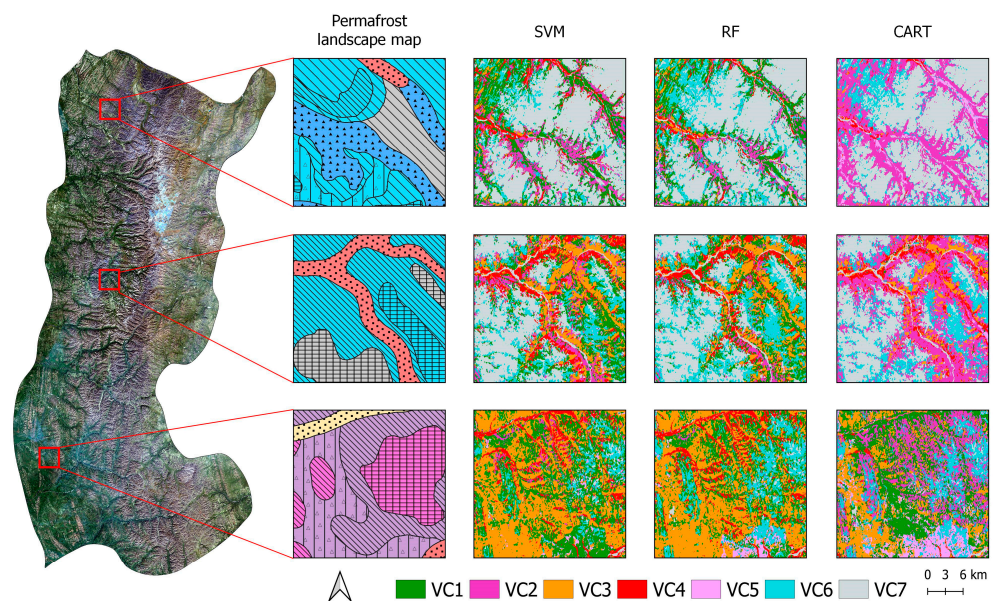 Permafrost
landscape map
SVM
RF
CART
VC1
VC2
VC3
VC4
VC5
VC6
VC7
0 3 6 km